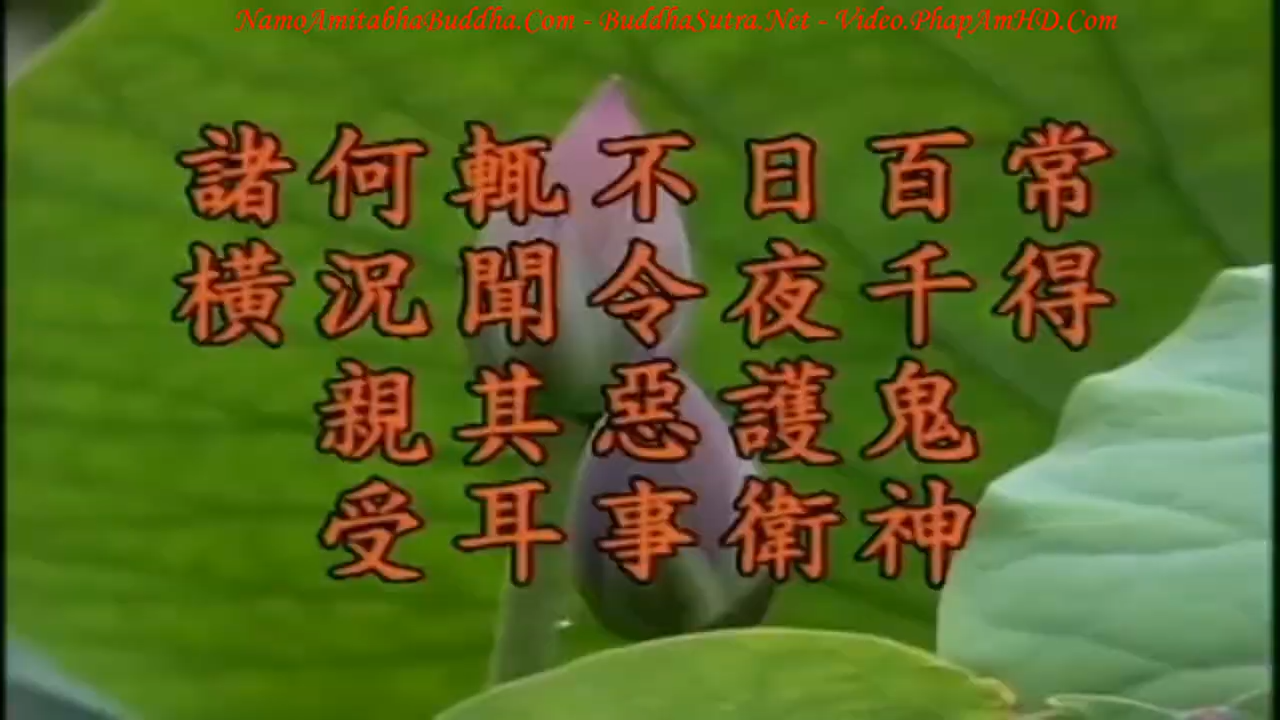 NamoAmitabhaBuddha.Com - BuddhaSutra.Net - Video.PhapAmHD.Com
常得
百千鬼神
日夜護衛
不令惡事
輒聞其耳
何況親受
諸橫